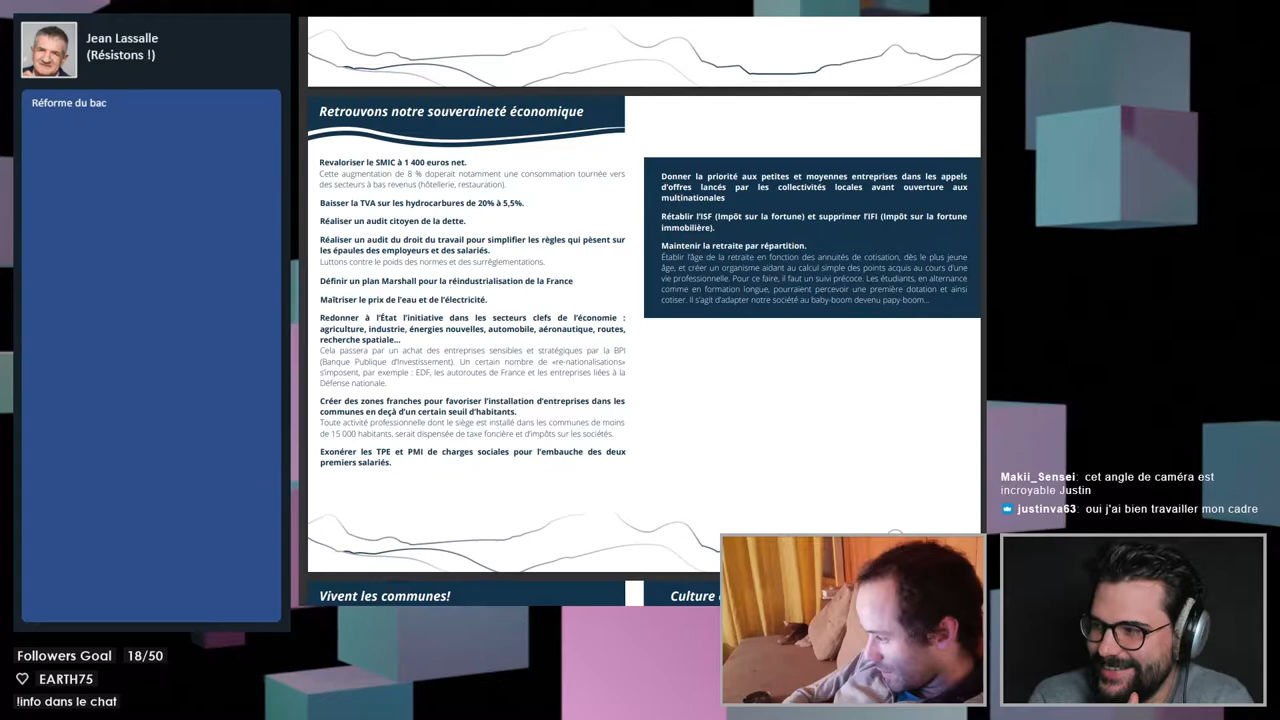 Jean Lassalle
(Résistons !)
Réforme du bac
Retrouvons notre souveraineté économique
Revaloriser le SMIC à 1 400 euros net.
Cette augmentation de 8 % doperait notamment une consommation tournée vers
des secteurs à bas revenus (hôtellerie, restauration).
Baisser la TVA sur les hydrocarbures de 20% à 5,5%.
Réaliser un audit citoyen de la dette.
Réaliser un audit du droit du travail pour simplifier les règles qui pèsent sur
les épaules des employeurs et des salariés.
Luttons contre le poids des normes et des surréglementations.
Définir un plan Marshall pour la réindustrialisation de la France
Maîtriser le prix de l'eau et de l'électricité.
Redonner à l'État l'initiative dans les secteurs clefs de l'économie :
agriculture, industrie, énergies nouvelles, automobile, aéronautique, routes,
recherche spatiale...
Cela passera par un achat des entreprises sensibles et stratégiques par la BPI
(Banque Publique d'Investissement). Un certain nombre de «re-nationalisations»
s'imposent, par exemple : EDF, les autoroutes de France et les entreprises liées à la
Défense nationale.
Créer des zones franches pour favoriser l'installation d'entreprises dans les
communes en deçà d'un certain seuil d'habitants.
Toute activité professionnelle dont le siège est installé dans les communes de moins
de 15 000 habitants, serait dispensée de taxe foncière et d'impôts sur les sociétés.
Exonérer les TPE et PMI de charges sociales pour l'embauche des deux
premiers salariés.
Donner la priorité aux petites et moyennes entreprises dans les appels
d'offres lancés par les collectivités locales avant ouverture aux
multinationales
Rétablir l'ISF (Impôt sur la fortune) et supprimer l'IFI (Impôt sur la fortune
immobilière).
Maintenir la retraite par répartition.
Établir l'âge de la retraite en fonction des annuités de cotisation, dès le plus jeune
âge, et créer un organisme aidant au calcul simple des points acquis au cours d'une
vie professionnelle. Pour ce faire, il faut un suivi précoce. Les étudiants, en alternance
comme en formation longue, pourraient percevoir une première dotation et ainsi
cotiser. Il s'agit d'adapter notre société au baby-boom devenu papy-boom...
Vivent les communes!
Culture
Makii_Sensei: cet angle de caméra est
incroyable Justin
justinva63: oui j'ai bien travailler mon cadre
Followers Goal 18/50
EARTH75
!info dans le chat